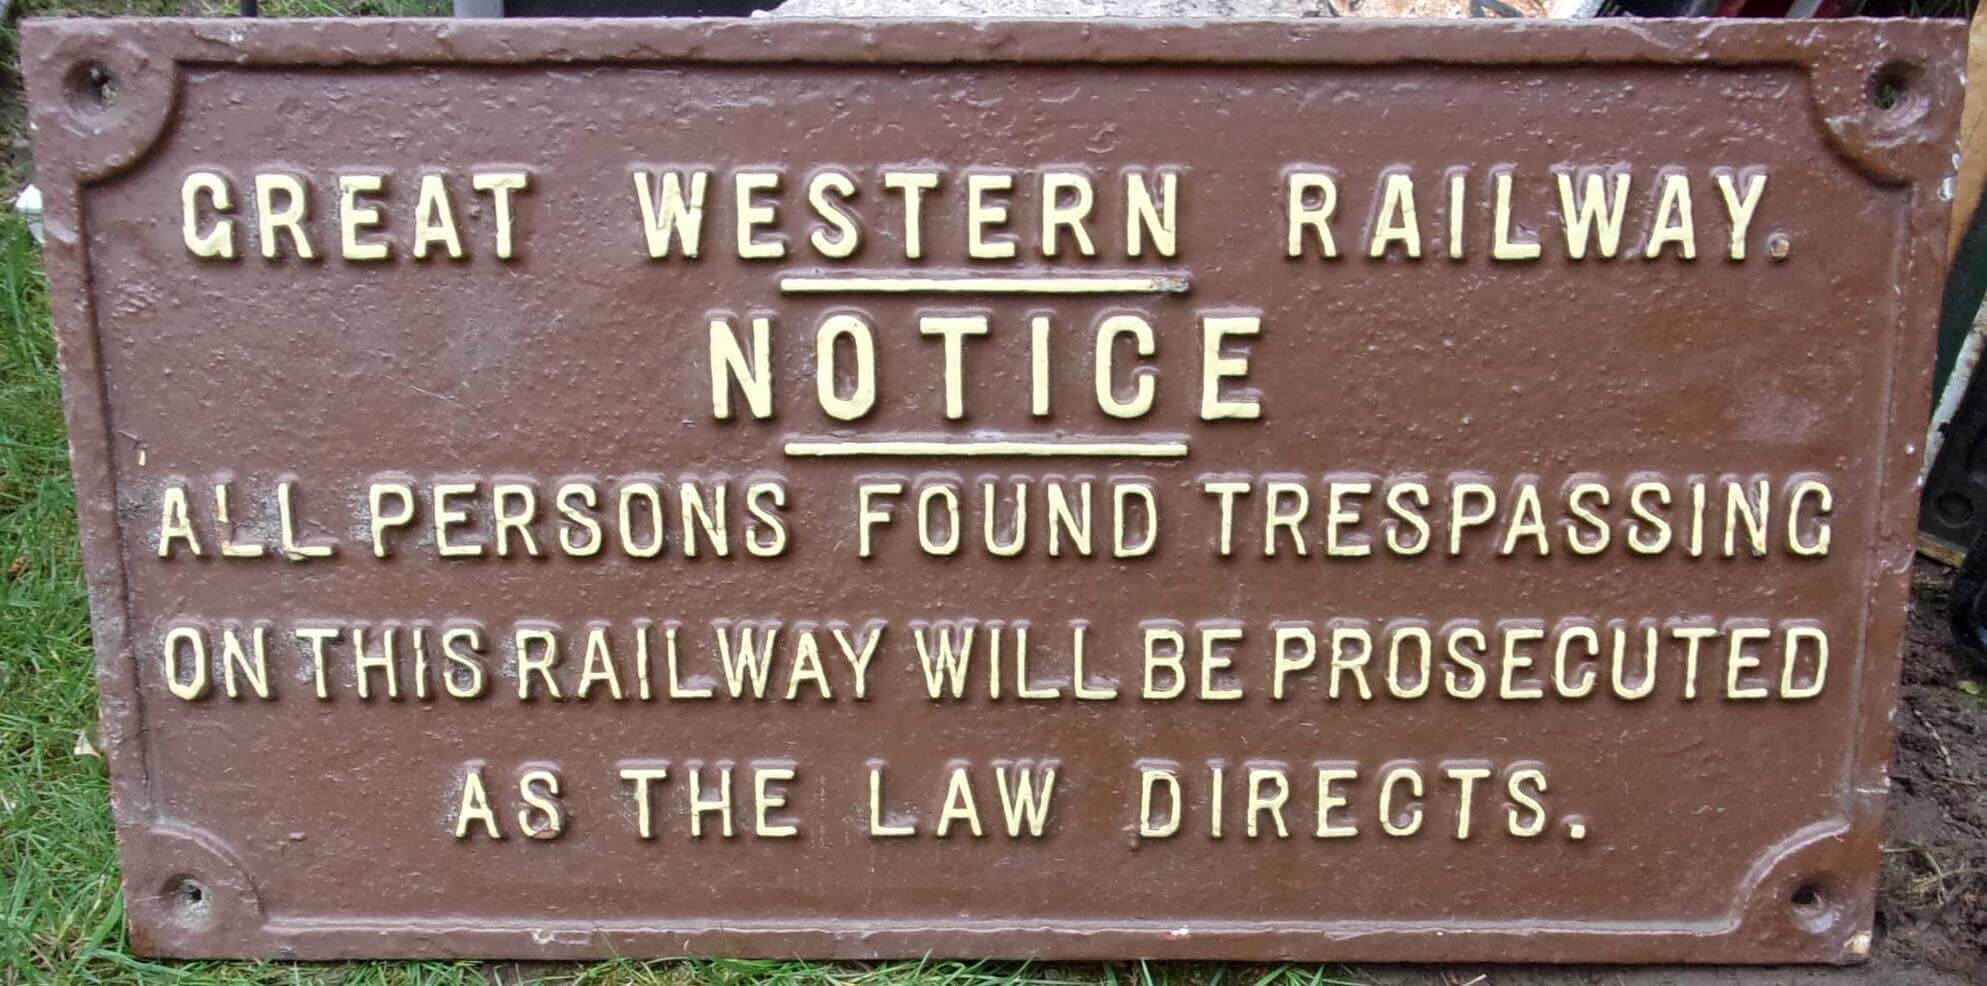 GREAT WESTERN RAILWAY.
NOTICE
ALL PERSONS FOUND TRESPASSING
ON THIS RAILWAY WILL BE PROSECUTED
AS THE LAW DIRECTS.